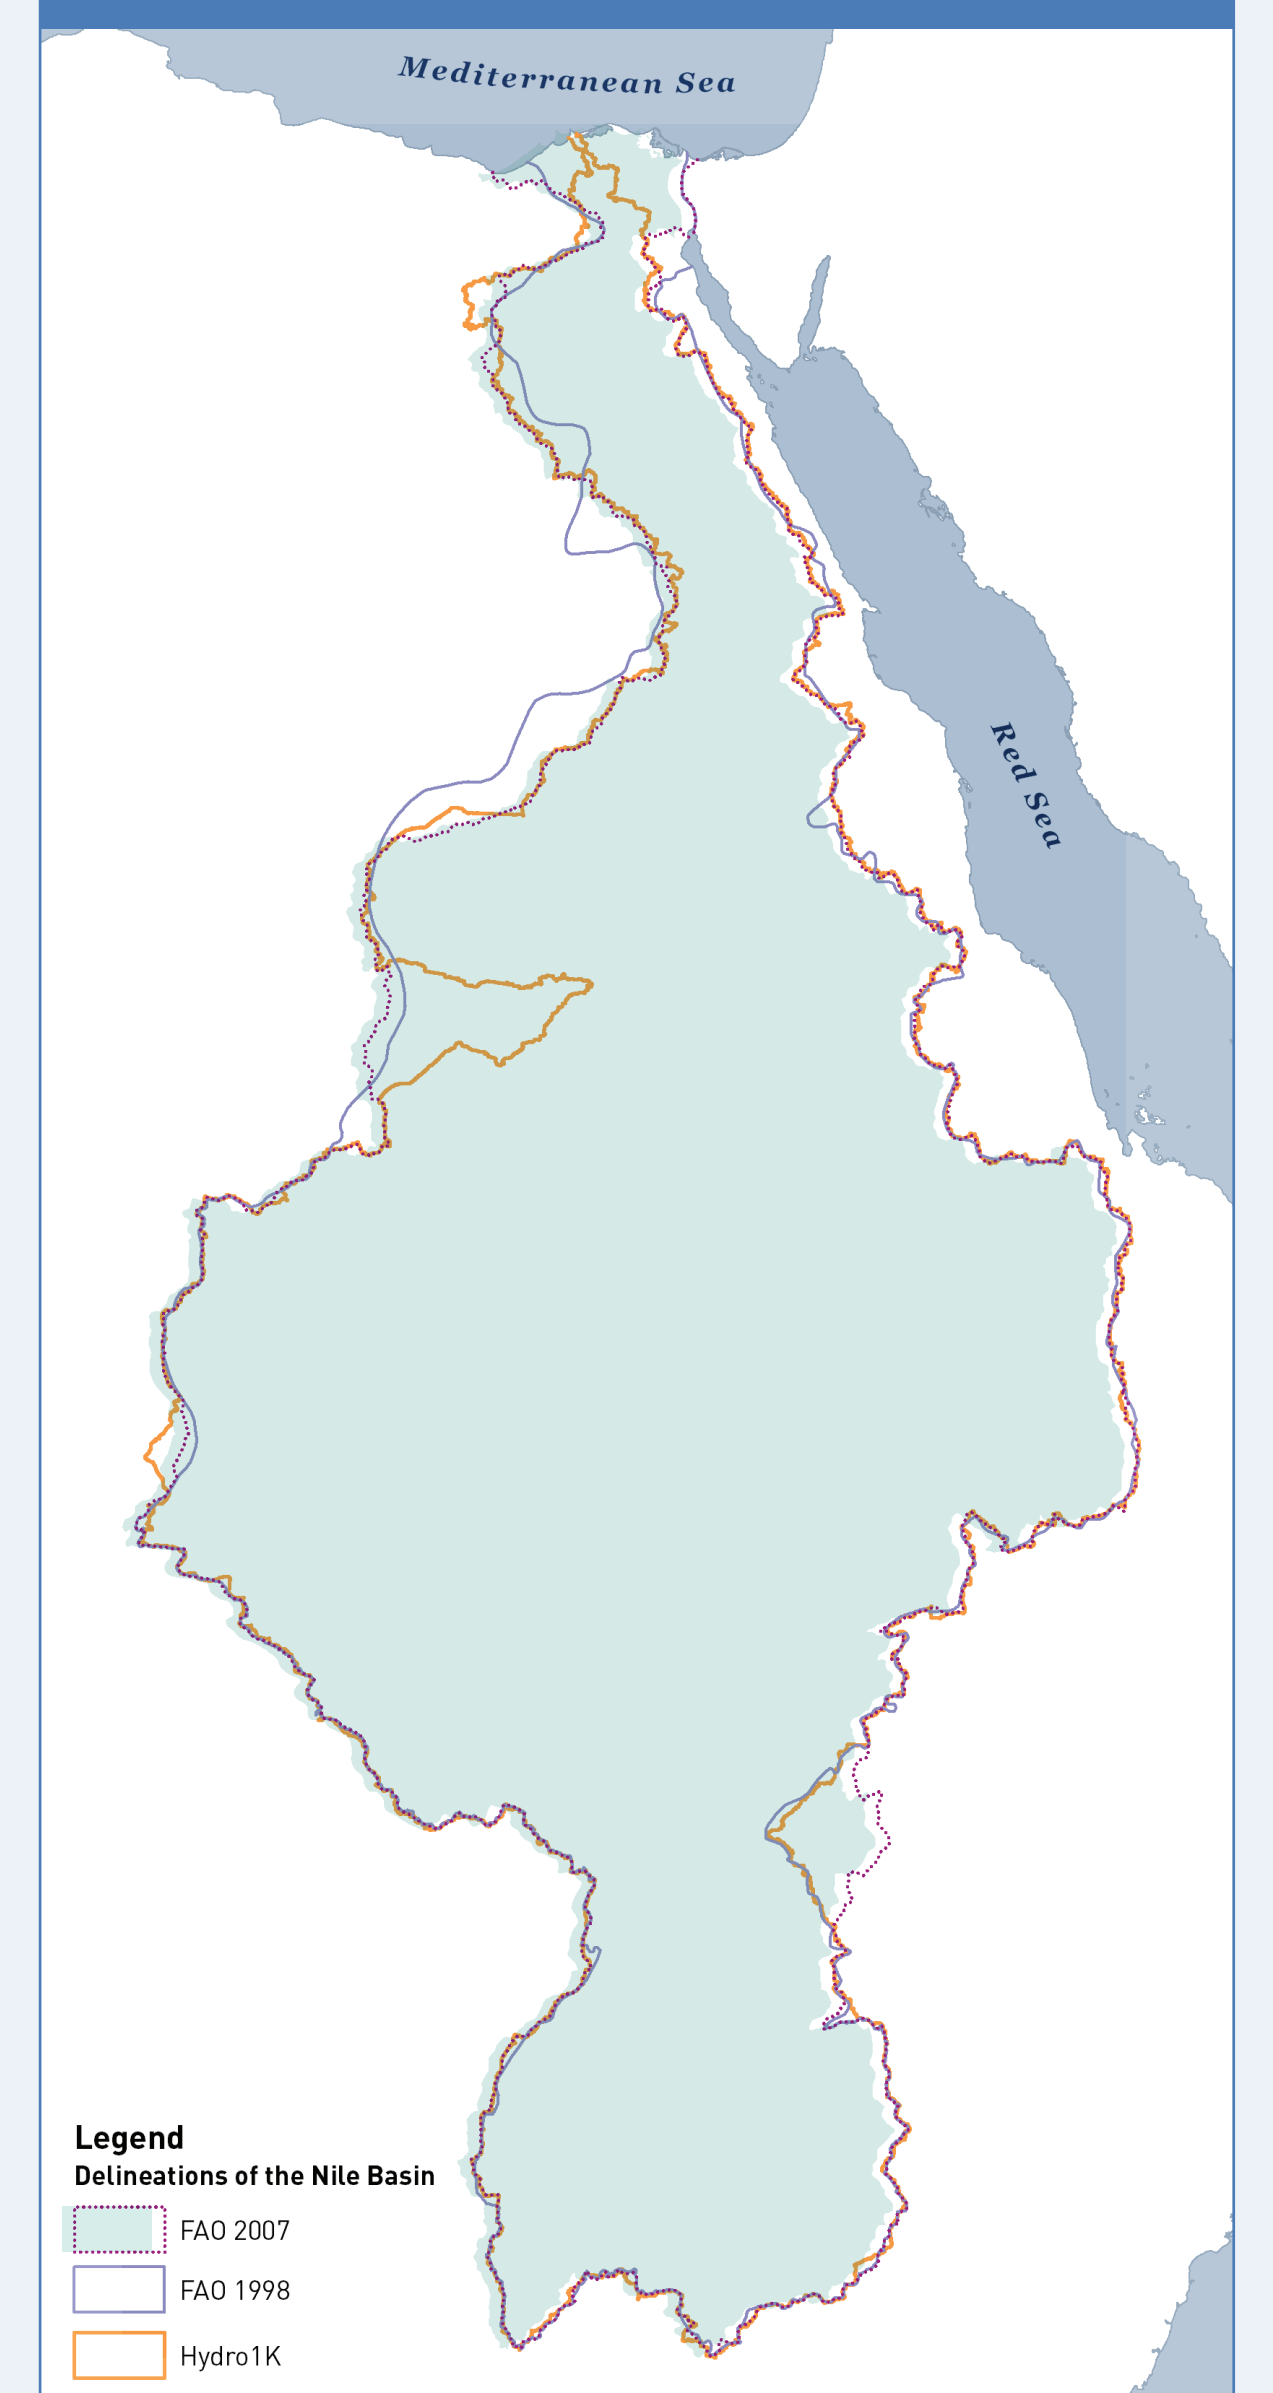 Mediterranean Sea
Red Sea
Legend
Delineations of the Nile Basin
FAO 2007
FAO 1998
Hydro1K